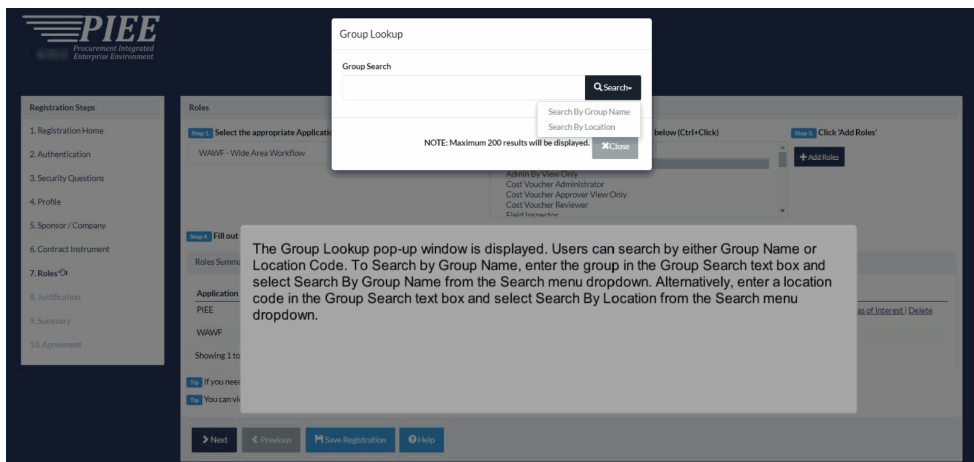 PIEE
Procurement Integrated
Enterprise Environment
Group Lookup
Group Search
Search
Search By Group Name
Search By Location
NOTE: Maximum 200 results will be displayed.
Close
Registration Steps
1. Registration Home
2. Authentication
3. Security Questions
4. Profile
5. Sponsor / Company
6. Contract Instrument
7. Roles
8. Justification
9. Summary
10. Agreement
Roles
Step 1. Select the appropriate Applicatio
WAWF - Wide Area Workflow
below (Ctrl+Click)
Admin By View Only
Cost Voucher Administrator
Cost Voucher Approver View Only
Cost Voucher Reviewer
Field Inspector
Step 3. Click 'Add Roles'
Add Roles
Step 4. Fill out
Roles Summa
Application
PIEE
as of Interest | Delete
WAWF
Showing 1 to
The Group Lookup pop-up window is displayed. Users can search by either Group Name or
Location Code. To Search by Group Name, enter the group in the Group Search text box and
select Search By Group Name from the Search menu dropdown. Alternatively, enter a location
code in the Group Search text box and select Search By Location from the Search menu
dropdown.
Tip If you need
Tip You can vi
Next
Previous
Save Registration
Help